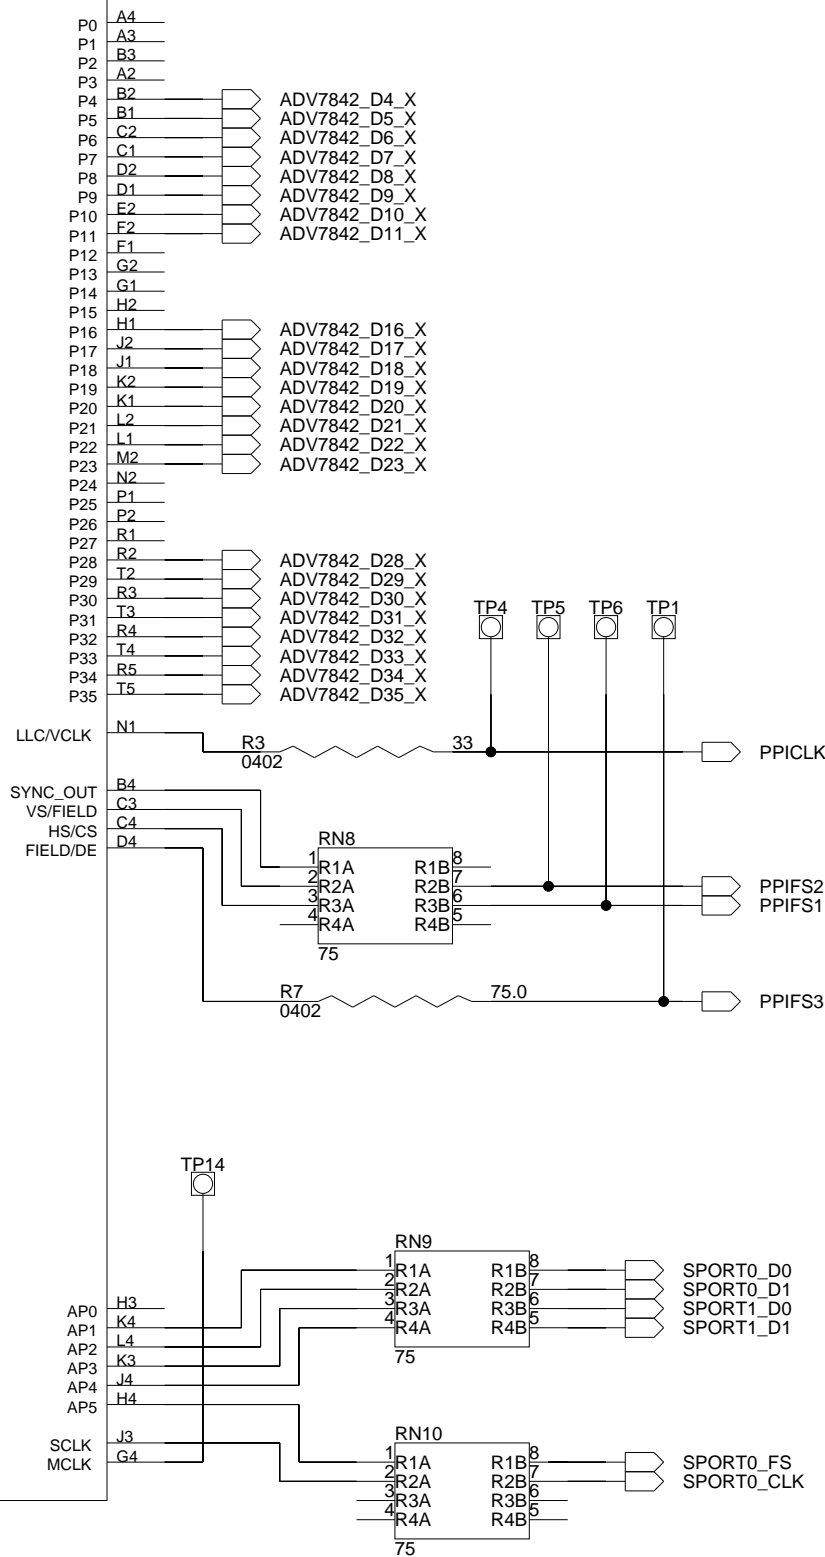 P0 A4
P1 A3
P2 B3
P3 A2
P4 B2 ADV7842_D4_X
P5 B1 ADV7842_D5_X
P6 C2 ADV7842_D6_X
P7 C1 ADV7842_D7_X
P8 D2 ADV7842_D8_X
P9 D1 ADV7842_D9_X
P10 E2 ADV7842_D10_X
P11 F2 ADV7842_D11_X
P12 F1
P13 G2
P14 G1
P15 H2
P16 H1 ADV7842_D16_X
P17 J2 ADV7842_D17_X
P18 J1 ADV7842_D18_X
P19 K2 ADV7842_D19_X
P20 K1 ADV7842_D20_X
P21 L2 ADV7842_D21_X
P22 L1 ADV7842_D22_X
P23 M2 ADV7842_D23_X
P24 N2
P25 P1
P26 P2
P27 R1
P28 R2 ADV7842_D28_X
P29 T2 ADV7842_D29_X
P30 R3 ADV7842_D30_X
P31 T3 ADV7842_D31_X
P32 R4 ADV7842_D32_X
P33 T4 ADV7842_D33_X
P34 R5 ADV7842_D34_X
P35 T5 ADV7842_D35_X
TP4 TP5 TP6 TP1
LLC/VCLK N1
R3 33 PPICLK
0402
SYNC_OUT B4
VS/FIELD C3
HS/CS C4
FIELD/DE D4
RN8
1 R1A R1B 8
2 R2A R2B 7 PPIFS2
3 R3A R3B 6 PPIFS1
4 R4A R4B 5
75
R7 75.0 PPIFS3
0402
TP14
RN9
1 R1A R1B 8 SPORT0_D0
2 R2A R2B 7 SPORT0_D1
3 R3A R3B 6 SPORT1_D0
4 R4A R4B 5 SPORT1_D1
75
AP0 H3
AP1 K4
AP2 L4
AP3 K3
AP4 J4
AP5 H4
SCLK J3
MCLK G4
RN10
1 R1A R1B 8 SPORT0_FS
2 R2A R2B 7 SPORT0_CLK
3 R3A R3B 6
4 R4A R4B 5
75